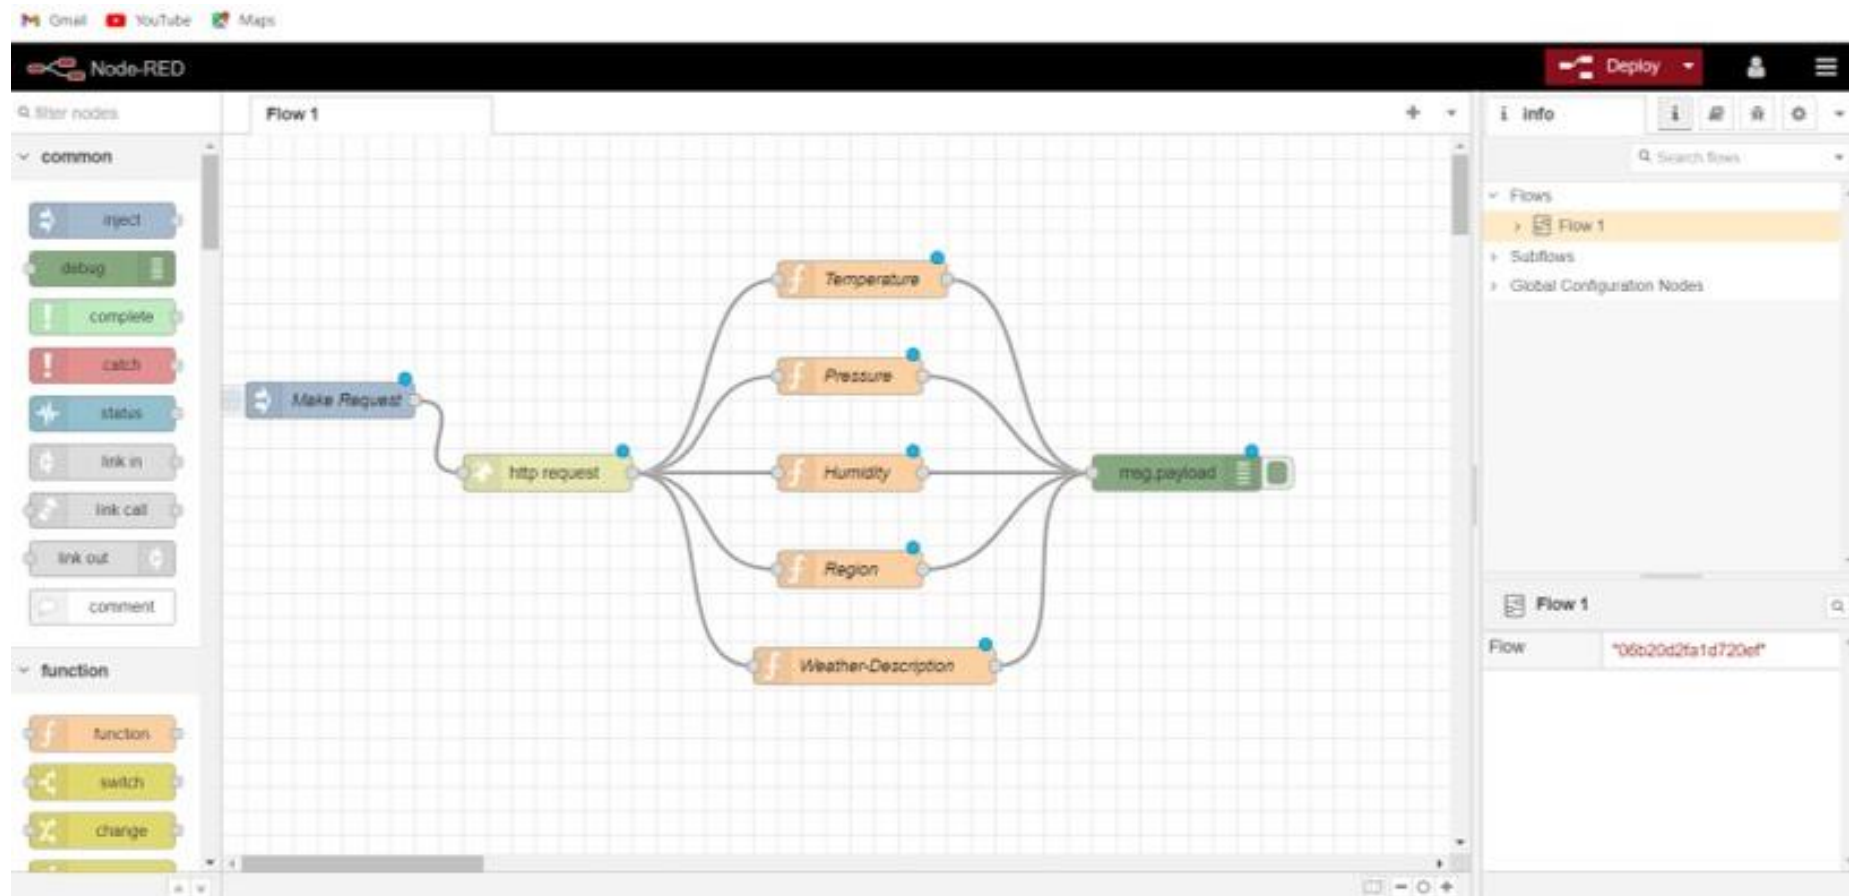 Gmail YouTube Maps
Node-RED Deploy
filter nodes
Flow 1
i Info
Search flows
common
inject
debug
complete
catch
status
link in
link call
link out
comment
function
function
switch
change
Make Request
http request
Temperature
Pressure
Humidity
Region
Weather-Description
msg.payload
Flows
Flow 1
Subflows
Global Configuration Nodes
Flow 1
Flow "06b20d2fa1d720ef"